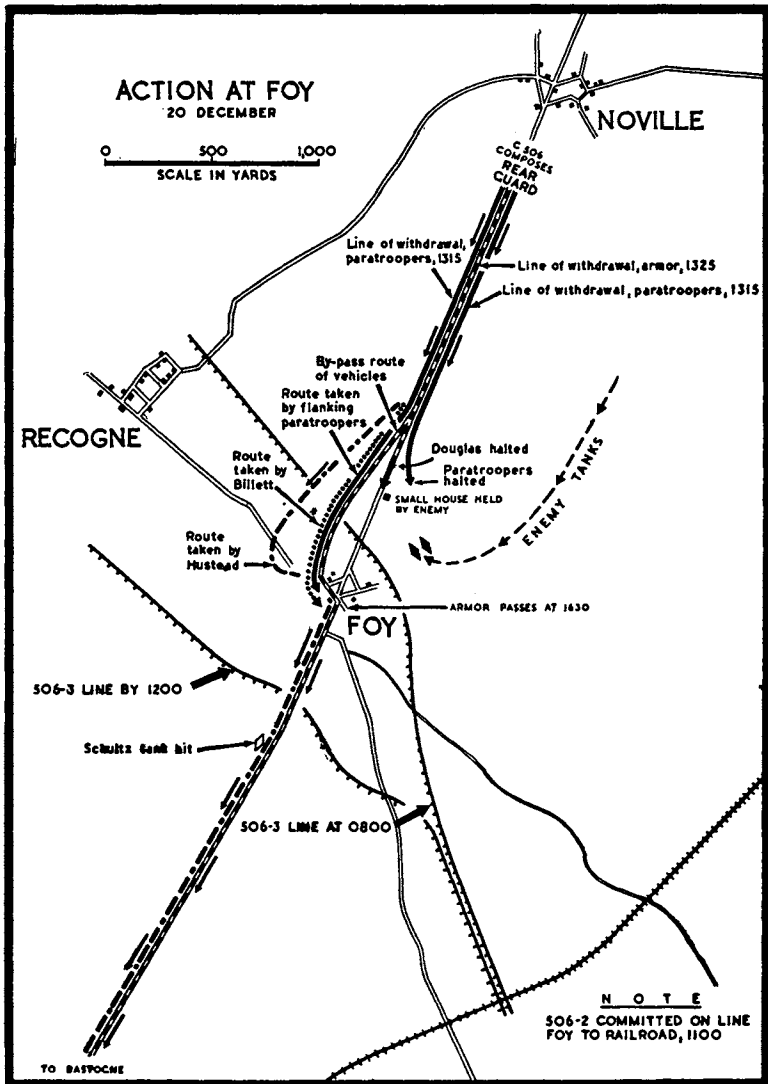 ACTION AT FOY
20 DECEMBER
0 500 1,000
SCALE IN YARDS
NOVILLE
C 506
COMPOSES
REAR
GUARD
Line of withdrawal,
paratroopers, 1315
Line of withdrawal, armor, 1325
Line of withdrawal, paratroopers, 1315
By-pass route
of vehicles
Route taken
by flanking
paratroopers
RECOGNE
Route
taken by
Billett
Douglas halted
Paratroopers
halted
SMALL HOUSE HELD
BY ENEMY
ENEMY TANKS
Route
taken by
Hustead
ARMOR PASSES AT 1630
FOY
506-3 LINE BY 1200
Schultz tank hit
506-3 LINE AT 0800
NOTE
506-2 COMMITTED ON LINE
FOY TO RAILROAD, 1100
TO BASTOGNE